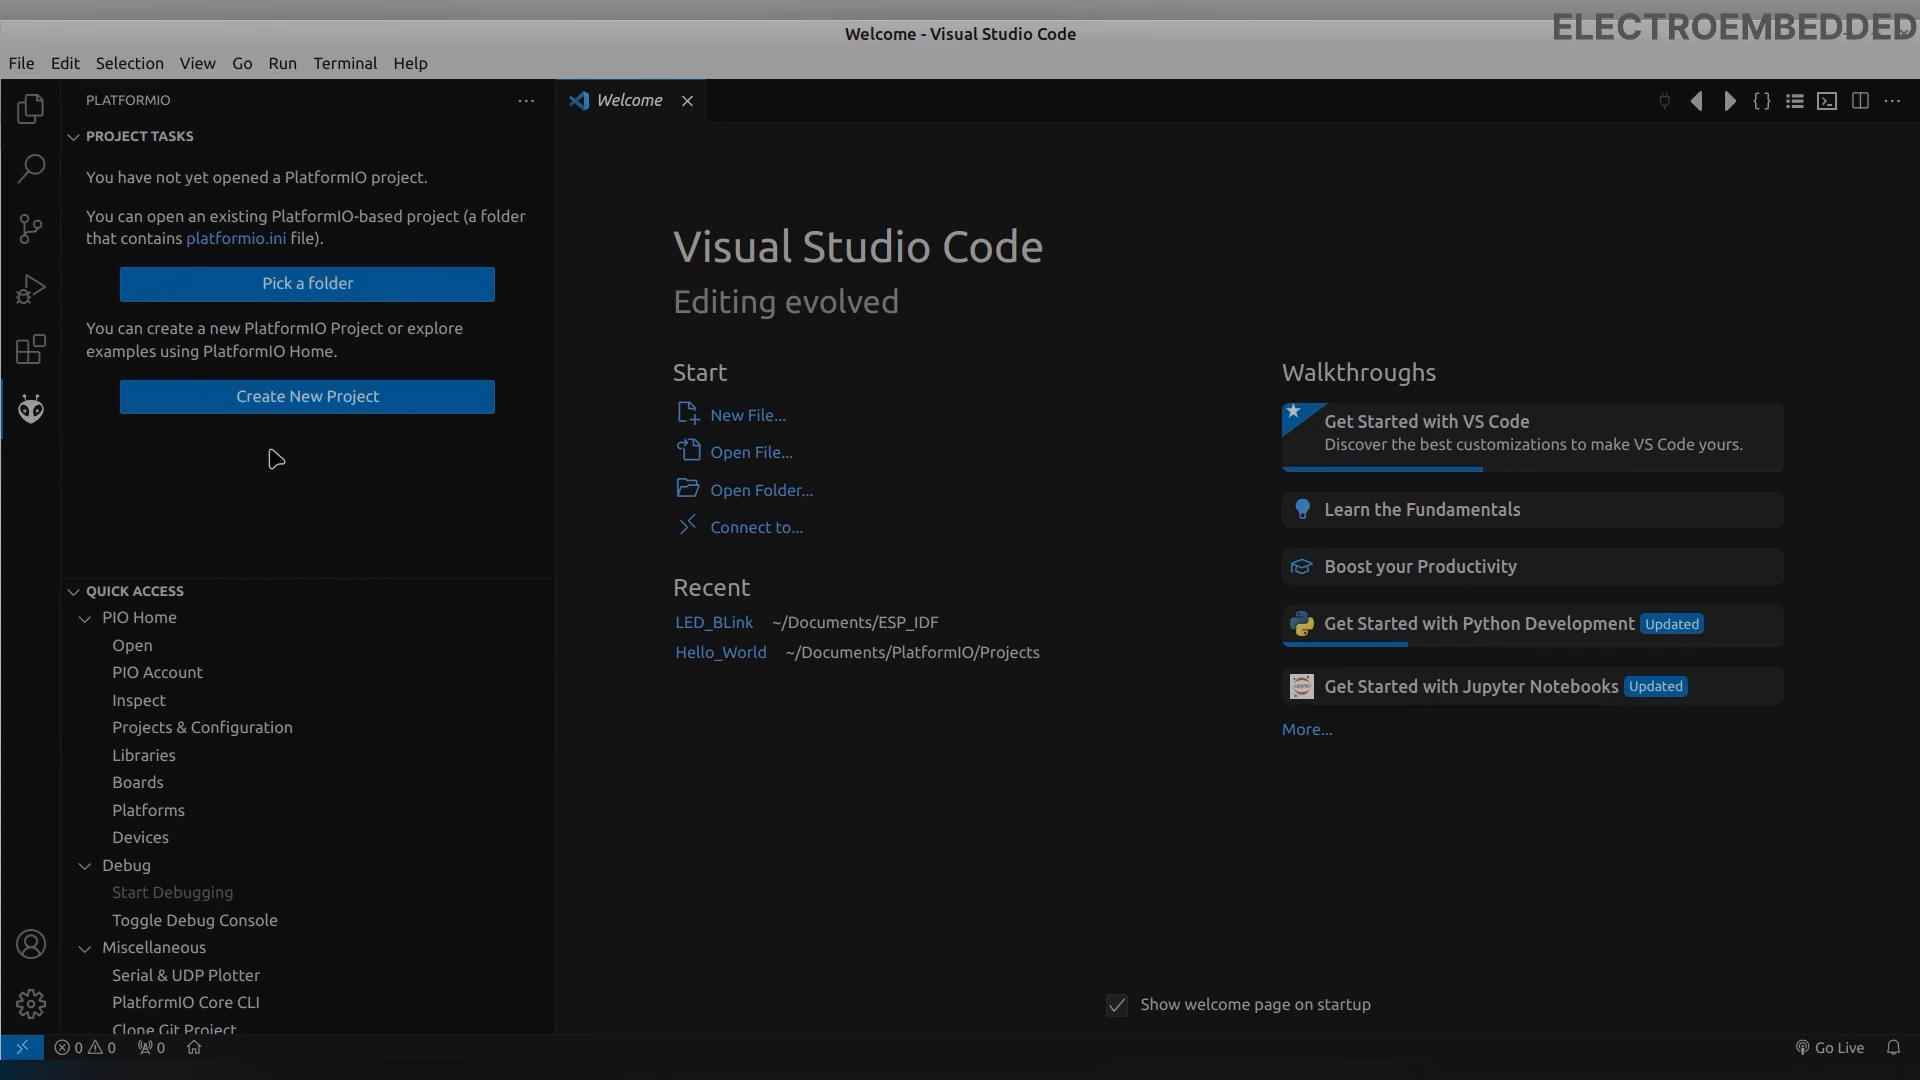 Welcome - Visual Studio Code
ELECTROEMBEDDED
File Edit Selection View Go Run Terminal Help
PLATFORMIO
PROJECT TASKS
You have not yet opened a PlatformIO project.
You can open an existing PlatformIO-based project (a folder
that contains platformio.ini file).
Pick a folder
You can create a new PlatformIO Project or explore
examples using PlatformIO Home.
Create New Project
QUICK ACCESS
PIO Home
Open
PIO Account
Inspect
Projects & Configuration
Libraries
Boards
Platforms
Devices
Debug
Start Debugging
Toggle Debug Console
Miscellaneous
Serial & UDP Plotter
PlatformIO Core CLI
Clone Git Project
Welcome
Visual Studio Code
Editing evolved
Start
New File...
Open File...
Open Folder...
Connect to...
Recent
LED_BLink ~/Documents/ESP_IDF
Hello_World ~/Documents/PlatformIO/Projects
Walkthroughs
Get Started with VS Code
Discover the best customizations to make VS Code yours.
Learn the Fundamentals
Boost your Productivity
Get Started with Python Development Updated
Get Started with Jupyter Notebooks Updated
More...
Show welcome page on startup
0 0 0
Go Live